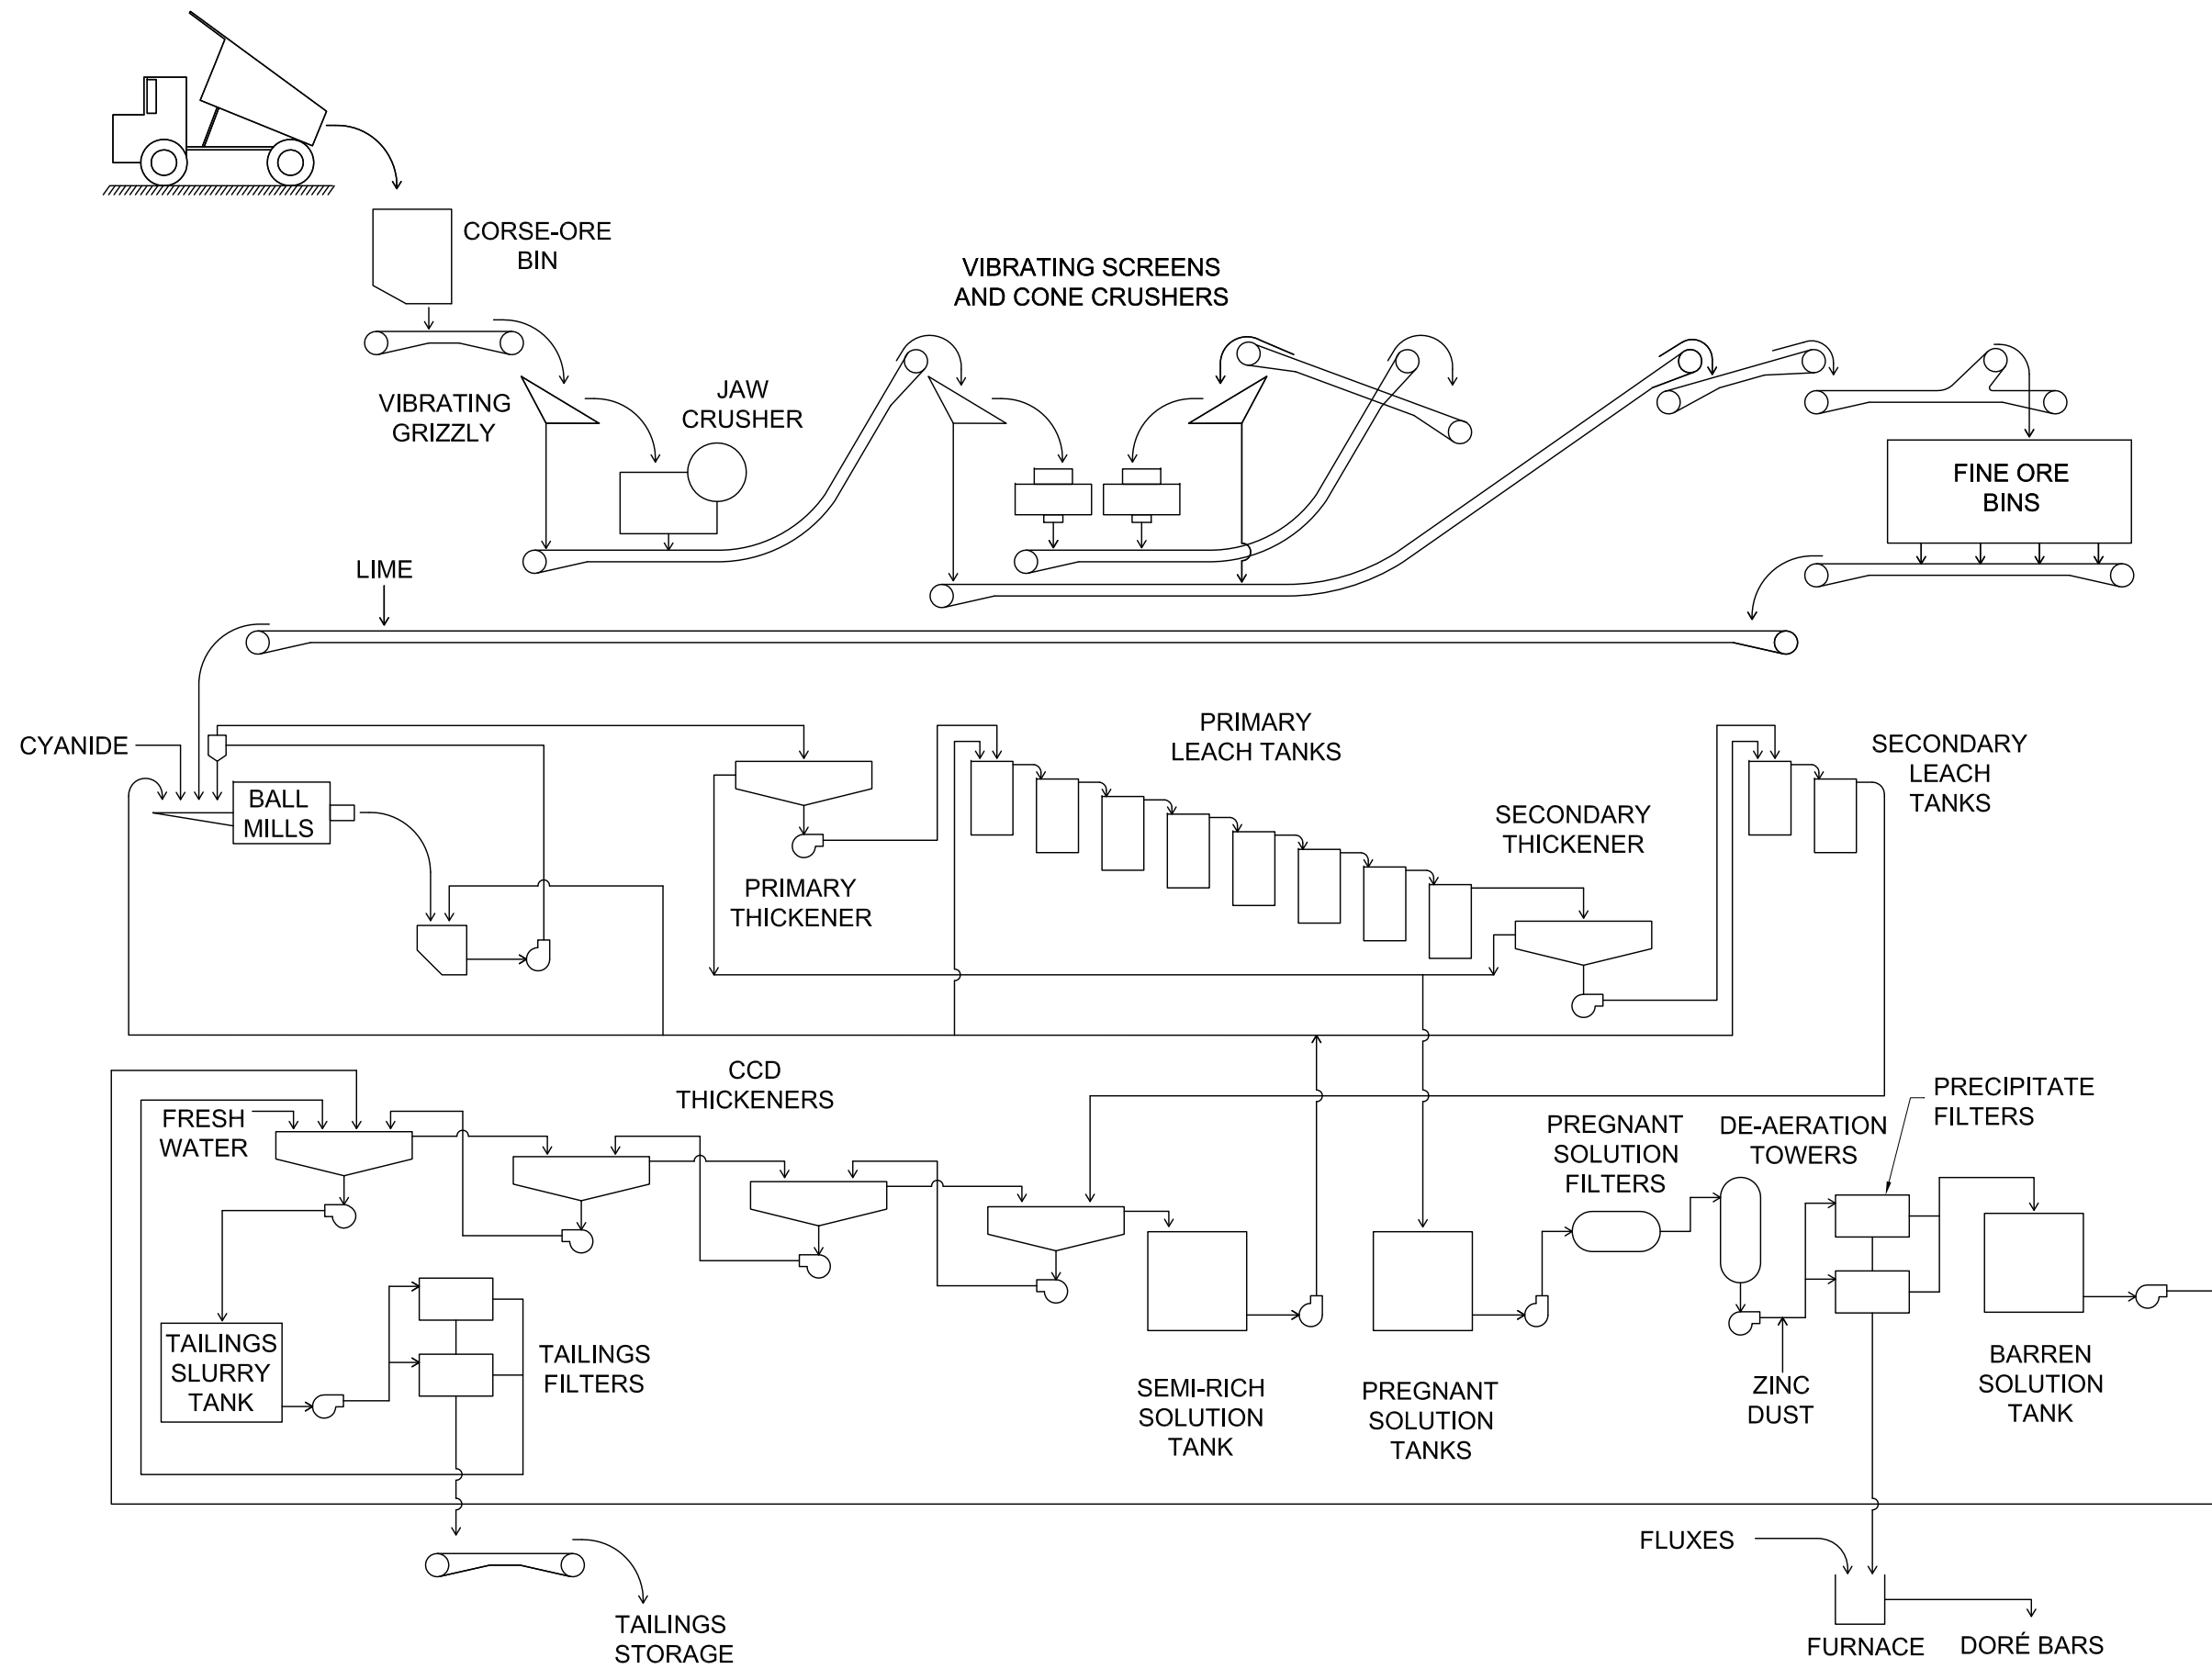 CORSE-ORE
BIN
VIBRATING SCREENS
AND CONE CRUSHERS
VIBRATING
GRIZZLY
JAW
CRUSHER
FINE ORE
BINS
LIME
CYANIDE
BALL
MILLS
PRIMARY
LEACH TANKS
SECONDARY
LEACH
TANKS
SECONDARY
THICKENER
PRIMARY
THICKENER
CCD
THICKENERS
FRESH
WATER
PREGNANT
SOLUTION
FILTERS
DE-AERATION
TOWERS
PRECIPITATE
FILTERS
TAILINGS
SLURRY
TANK
TAILINGS
FILTERS
SEMI-RICH
SOLUTION
TANK
PREGNANT
SOLUTION
TANKS
ZINC
DUST
BARREN
SOLUTION
TANK
FLUXES
TAILINGS
STORAGE
FURNACE
DORÉ BARS